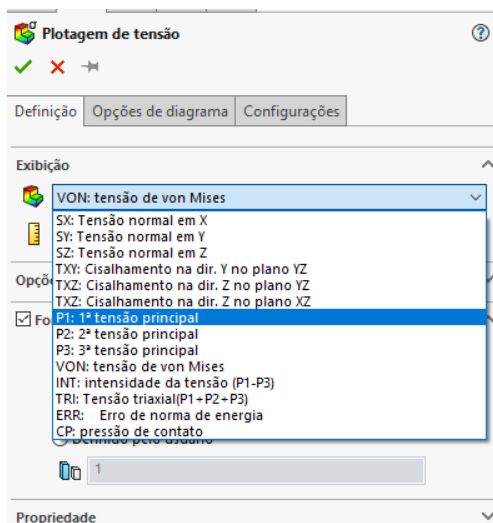 Plotagem de tensão
Definição Opções de diagrama Configurações
Exibição
VON: tensão de von Mises
SX: Tensão normal em X
SY: Tensão normal em Y
SZ: Tensão normal em Z
TXY: Cisalhamento na dir. Y no plano YZ
TXZ: Cisalhamento na dir. Z no plano YZ
TXZ: Cisalhamento na dir. Z no plano XZ
Opçõ
P1: 1ª tensão principal
Fo
P2: 2ª tensão principal
P3: 3ª tensão principal
VON: tensão de von Mises
INT: intensidade da tensão (P1-P3)
TRI: Tensão triaxial(P1+P2+P3)
ERR: Erro de norma de energia
CP: pressão de contato
Definido pelo usuário
1
Propriedade